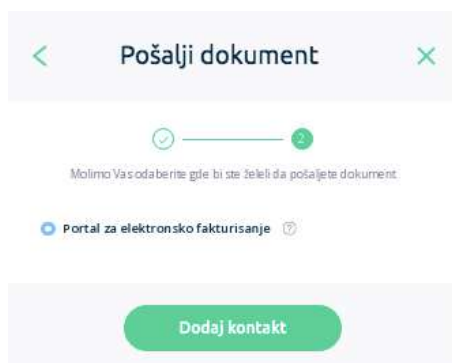 Pošalji dokument
2
Molimo Vas odaberite gde bi ste želeli da pošaljete dokument
Portal za elektronsko fakturisanje ?
Dodaj kontakt